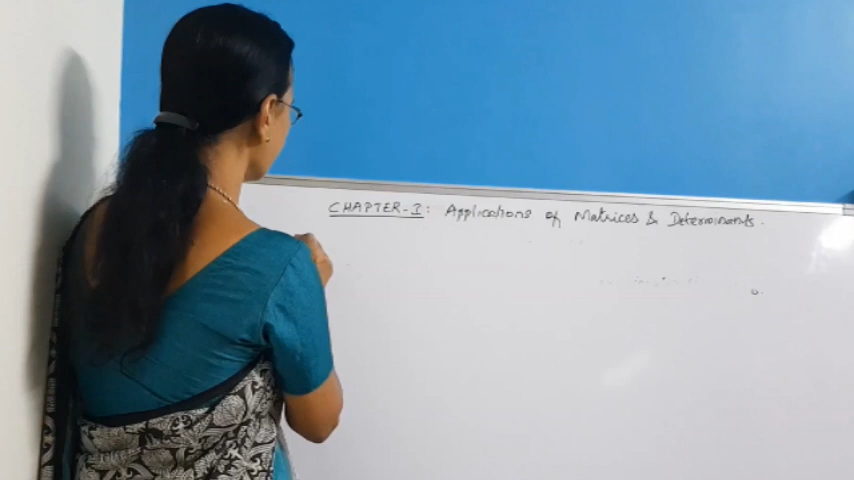 CHAPTER-I: Applications of Matrices & Determinants.